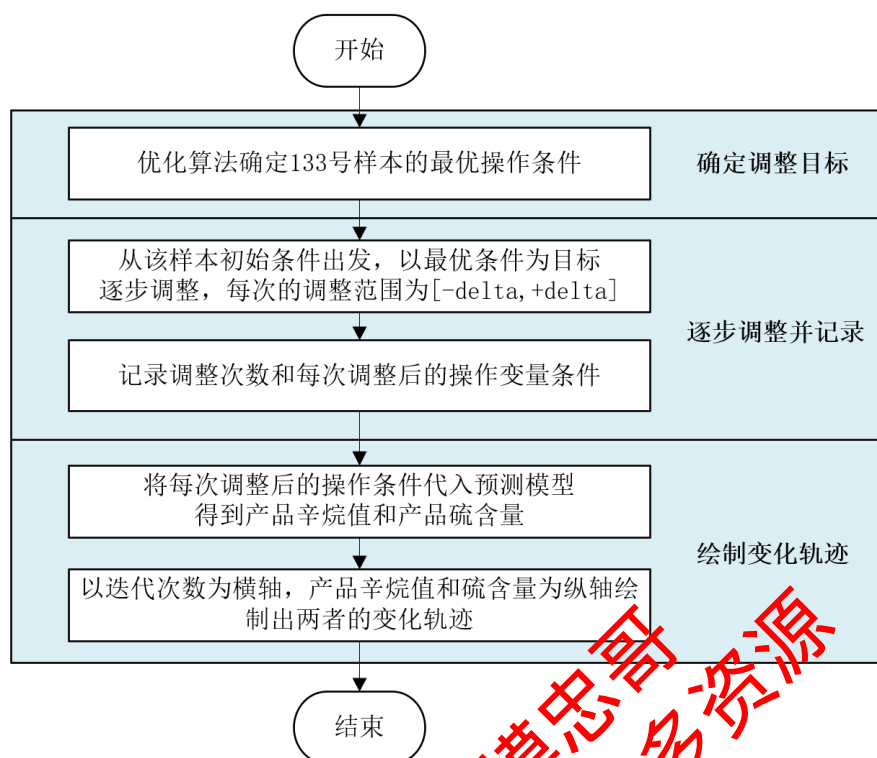 开始
优化算法确定133号样本的最优操作条件
确定调整目标
从该样本初始条件出发，以最优条件为目标
逐步调整，每次的调整范围为[-delta,+delta]
逐步调整并记录
记录调整次数和每次调整后的操作变量条件
将每次调整后的操作条件代入预测模型
得到产品辛烷值和产品硫含量
绘制变化轨迹
以迭代次数为横轴，产品辛烷值和硫含量为纵轴绘
制出两者的变化轨迹
结束
模忠哥
多资源